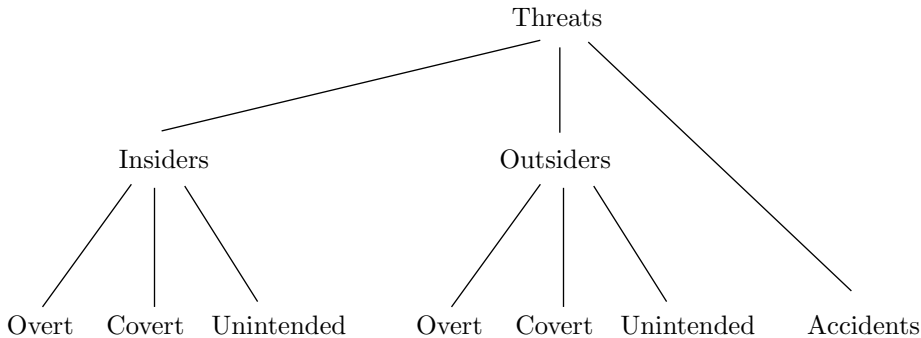 Threats
Insiders Outsiders
Overt Covert Unintended Overt Covert Unintended Accidents